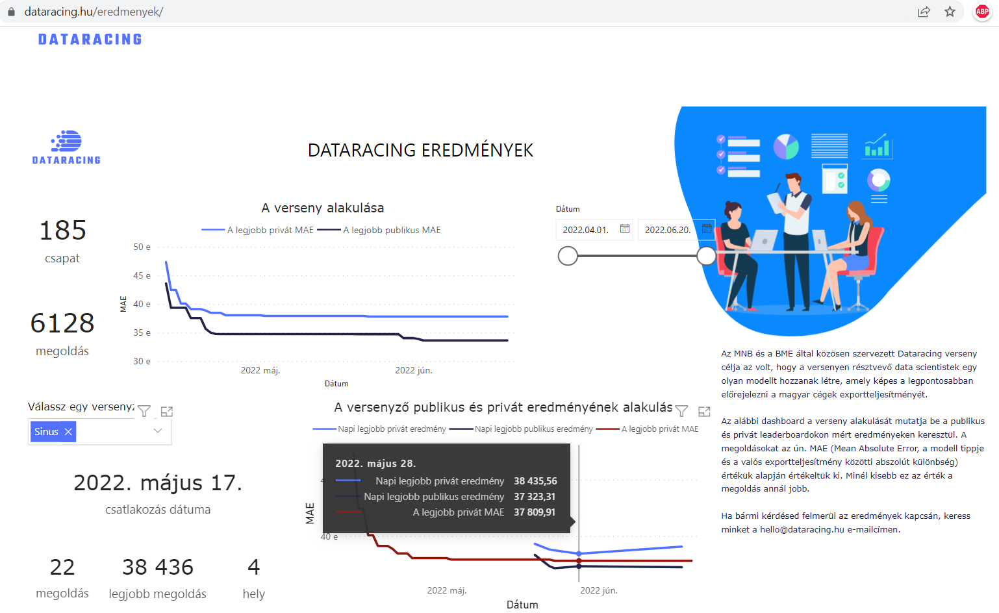 dataracing.hu/eredmenyek/
ABP
DATARACING
DATARACING
DATARACING EREDMÉNYEK
185
csapat
6128
megoldás
A verseny alakulása
A legjobb privát MAE A legjobb publikus MAE
50 e
45 e
40 e
35 e
30 e
MAE
2022 máj. 2022 jún.
Dátum
Dátum
2022.04.01. 2022.06.20.
Az MNB és a BME által közösen szervezett Dataracing verseny
célja az volt, hogy a versenyen résztvevő data scientistek egy
olyan modellt hozzanak létre, amely képes a legpontosabban
előrejelezni a magyar cégek exportteljesítményét.
Az alábbi dashboard a verseny alakulását mutatja be a publikus
és privát leaderboardokon mért eredményeken keresztül. A
megoldásokat az ún. MAE (Mean Absolute Error, a modell tippje
és a valós exportteljesítmény közötti abszolút különbség)
értékük alapján értékeltük ki. Minél kisebb ez az érték a
megoldás annál jobb.
Ha bármi kérdésed felmerül az eredmények kapcsán, keress
minket a hello@dataracing.hu e-mailcímen.
Válassz egy versenyz
Sinus
2022. május 17.
csatlakozás dátuma
22
megoldás
38 436
legjobb megoldás
4
hely
A versenyző publikus és privát eredményének alakulás
Napi legjobb privát eredmény Napi legjobb publikus eredmény A legjobb privát MAE
2022. május 28.
Napi legjobb privát eredmény 38 435,56
Napi legjobb publikus eredmény 37 323,31
A legjobb privát MAE 37 809,91
MAE
40 e
2022 máj. 2022 jún.
Dátum